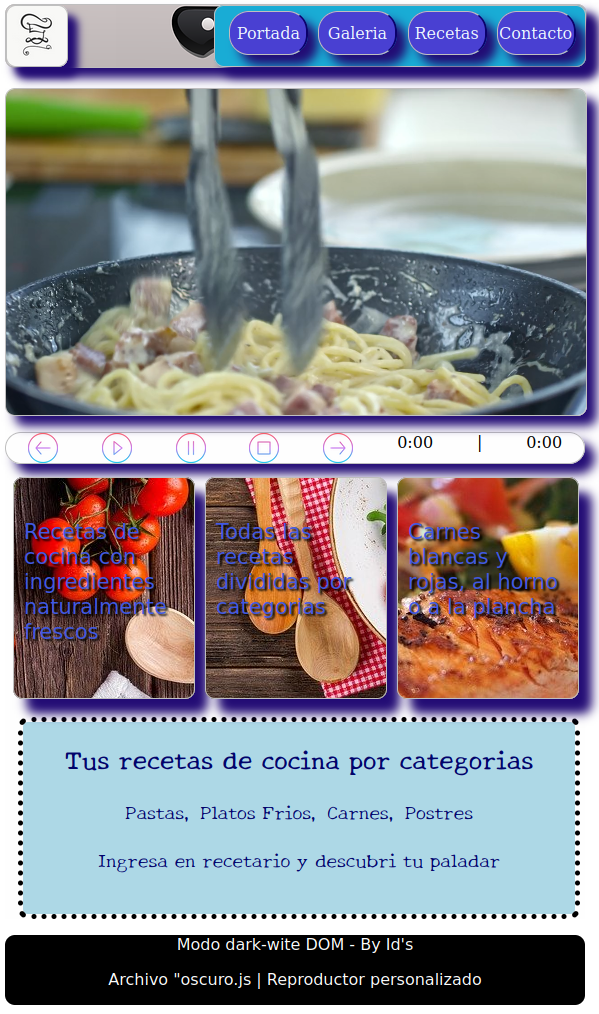 Portada Galeria Recetas Contacto
0:00 | 0:00
Recetas de
cocina con
ingredientes
naturalmente
frescos
Todas las
recetas
divididas por
categorias
Carnes
blancas y
rojas, al horno
o a la plancha
Tus recetas de cocina por categorias
Pastas, Platos Frios, Carnes, Postres
Ingresa en recetario y descubri tu paladar
Modo dark-wite DOM - By Id's
Archivo "oscuro.js | Reproductor personalizado